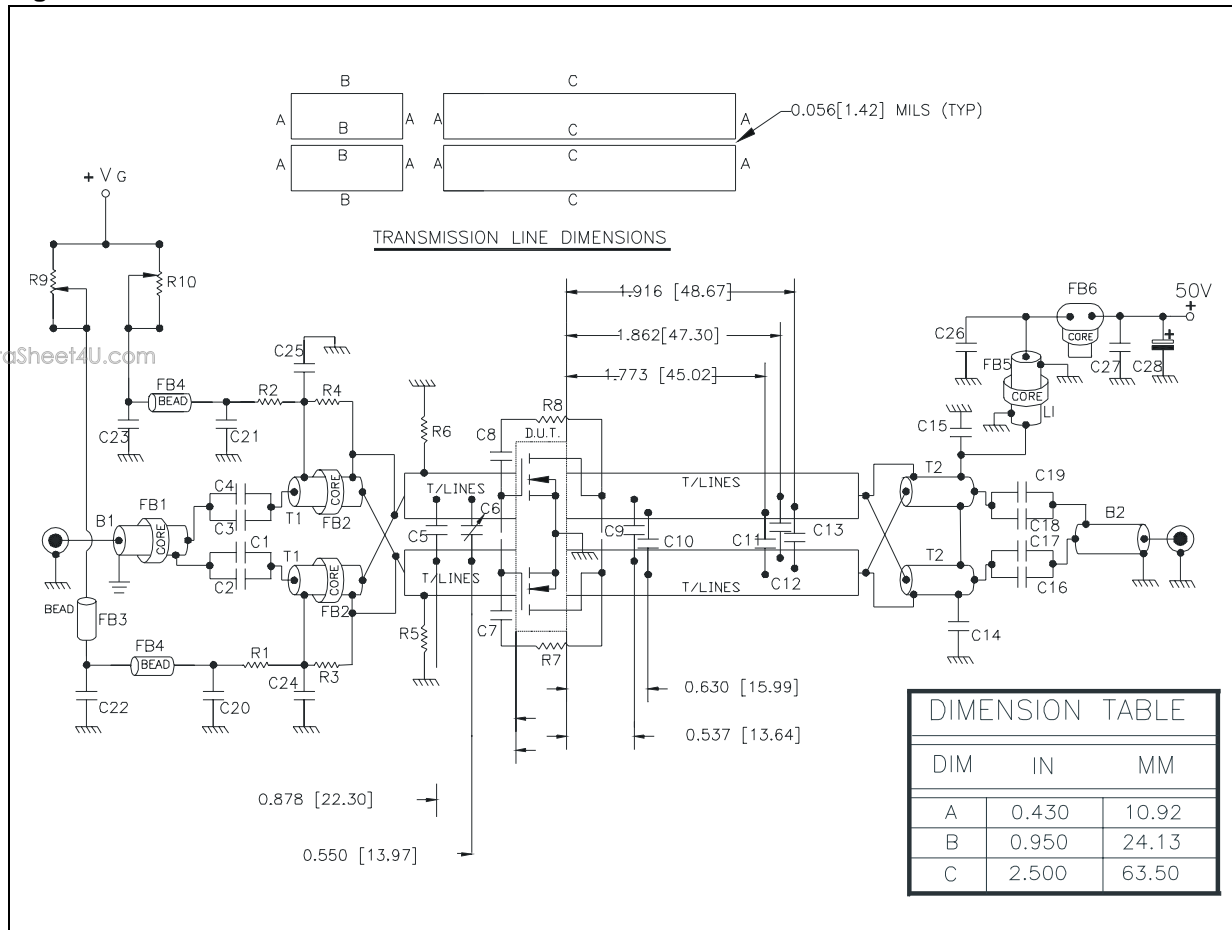 B
C
A
A
A
A
B
C
0.056[1.42] MILS (TYP)
B
C
A
A
A
A
B
C
+ V G
TRANSMISSION LINE DIMENSIONS
R9
R10
1.916 [48.67]
1.862[47.30]
1.773 [45.02]
FB6
50V
+
CORE
C26
C27
C28
+
FB5
CORE
L1
C15
aSheet4U.com
C25
FB4
BEAD
R2
R4
C23
C21
R6
R8
D.U.T.
C8
T/LINES
T/LINES
T2
C19
C18
C4
C3
T1
CORE
FB2
B1
FB1
CORE
C1
C2
T1
CORE
FB2
C5
C6
C9
C10
C11
C13
C12
B2
C17
C16
T2
T/LINES
T/LINES
BEAD
FB3
C7
R5
R7
C14
FB4
BEAD
R1
R3
C22
C20
C24
0.630 [15.99]
0.537 [13.64]
0.878 [22.30]
0.550 [13.97]
DIMENSION TABLE
DIM IN MM
A 0.430 10.92
B 0.950 24.13
C 2.500 63.50